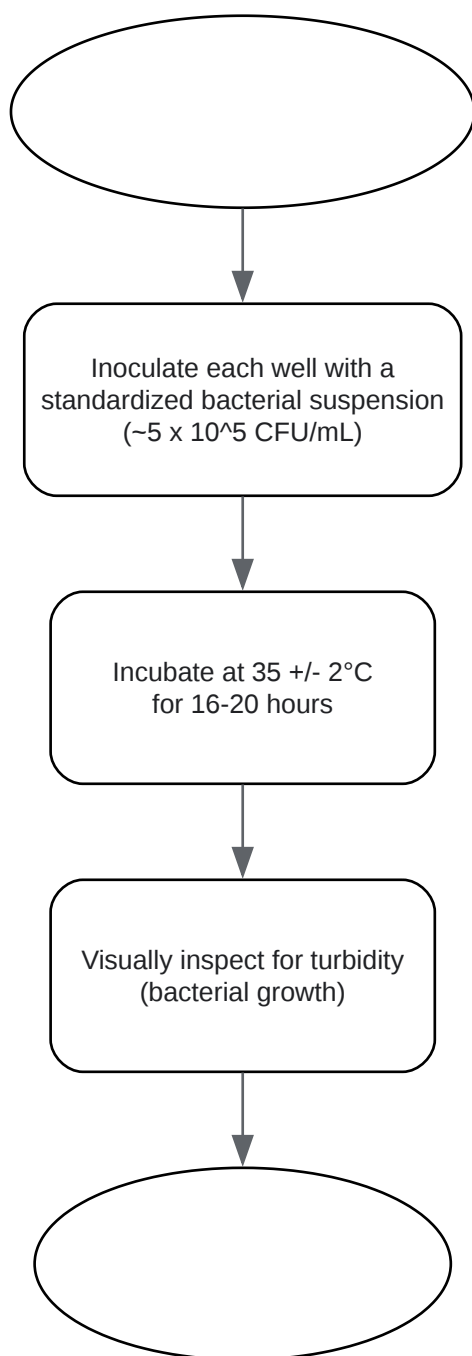 Inoculate each well with a
standardized bacterial suspension
(~5 x 10^5 CFU/mL)
Incubate at 35 +/- 2°C
for 16-20 hours
Visually inspect for turbidity
(bacterial growth)